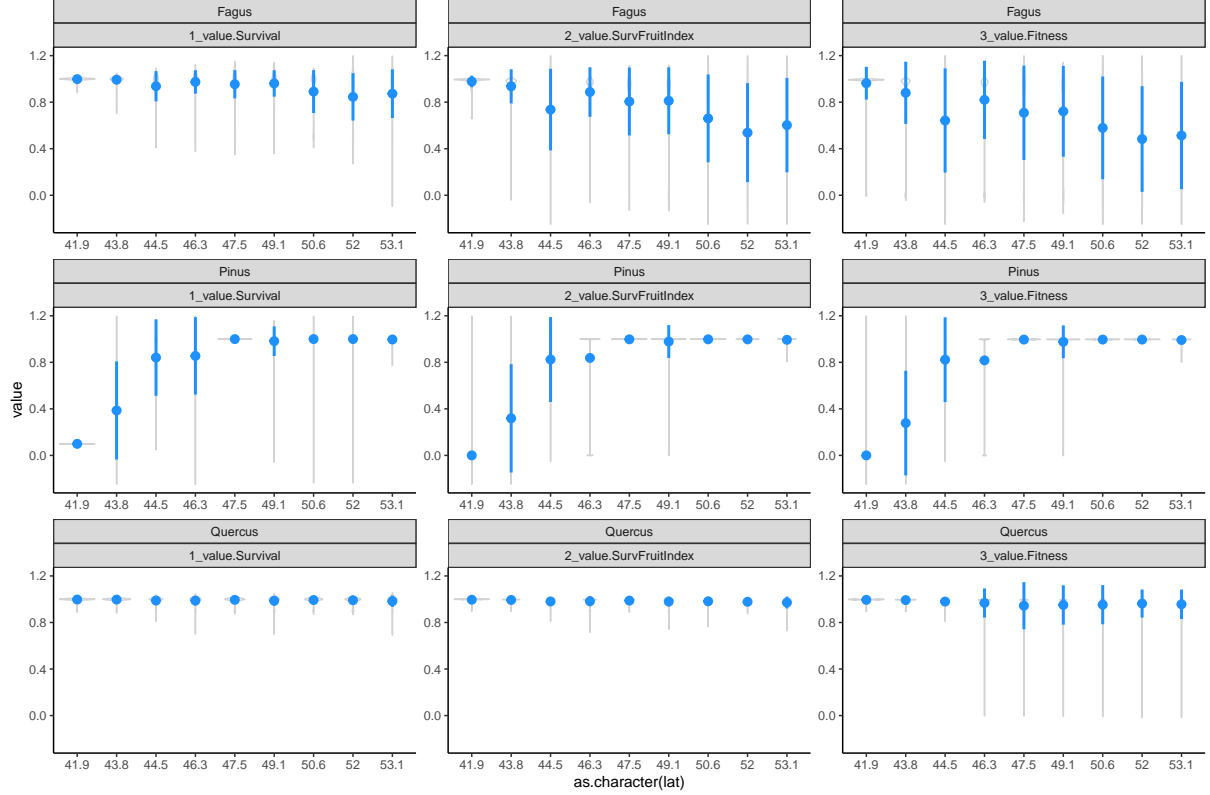 Fagus Fagus Fagus
1_value.Survival 2_value.SurvFruitIndex 3_value.Fitness
1.2 1.2 1.2
0.8 0.8 0.8
0.4 0.4 0.4
0.0 0.0 0.0
41.9 43.8 44.5 46.3 47.5 49.1 50.6 52 53.1 41.9 43.8 44.5 46.3 47.5 49.1 50.6 52 53.1 41.9 43.8 44.5 46.3 47.5 49.1 50.6 52 53.1
Pinus Pinus Pinus
1_value.Survival 2_value.SurvFruitIndex 3_value.Fitness
1.2 1.2 1.2
0.8 0.8 0.8
value
0.4 0.4 0.4
0.0 0.0 0.0
41.9 43.8 44.5 46.3 47.5 49.1 50.6 52 53.1 41.9 43.8 44.5 46.3 47.5 49.1 50.6 52 53.1 41.9 43.8 44.5 46.3 47.5 49.1 50.6 52 53.1
Quercus Quercus Quercus
1_value.Survival 2_value.SurvFruitIndex 3_value.Fitness
1.2 1.2 1.2
0.8 0.8 0.8
0.4 0.4 0.4
0.0 0.0 0.0
41.9 43.8 44.5 46.3 47.5 49.1 50.6 52 53.1 41.9 43.8 44.5 46.3 47.5 49.1 50.6 52 53.1 41.9 43.8 44.5 46.3 47.5 49.1 50.6 52 53.1
as.character(lat)